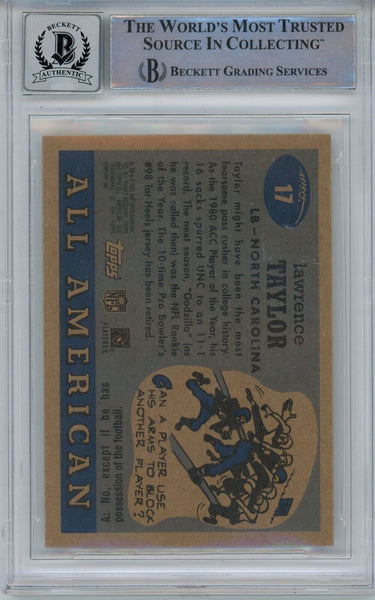 BECKETT
AUTHENTIC
THE WORLD'S MOST TRUSTED
SOURCE IN COLLECTING™
B BECKETT GRADING SERVICES
17
lawrence
TAYLOR
LB – NORTH CAROLINA
Taylor might have been the most
fearsome pass rusher in college history.
As the 1980 ACC Player of the Year, his
16 sacks spurred UNC to an 11-1
record. The next season, "Godzilla" (as
he was called then) was the NFL Rookie
of the Year. The 10-time Pro Bowler's
#98 Tar Heels jersey has been retired.
topps
NFL
PLAYERS
CAN A PLAYER USE
HIS ARMS TO BLOCK
ANOTHER PLAYER?
A: No, except if he has
possession of the football.
ALL AMERICAN